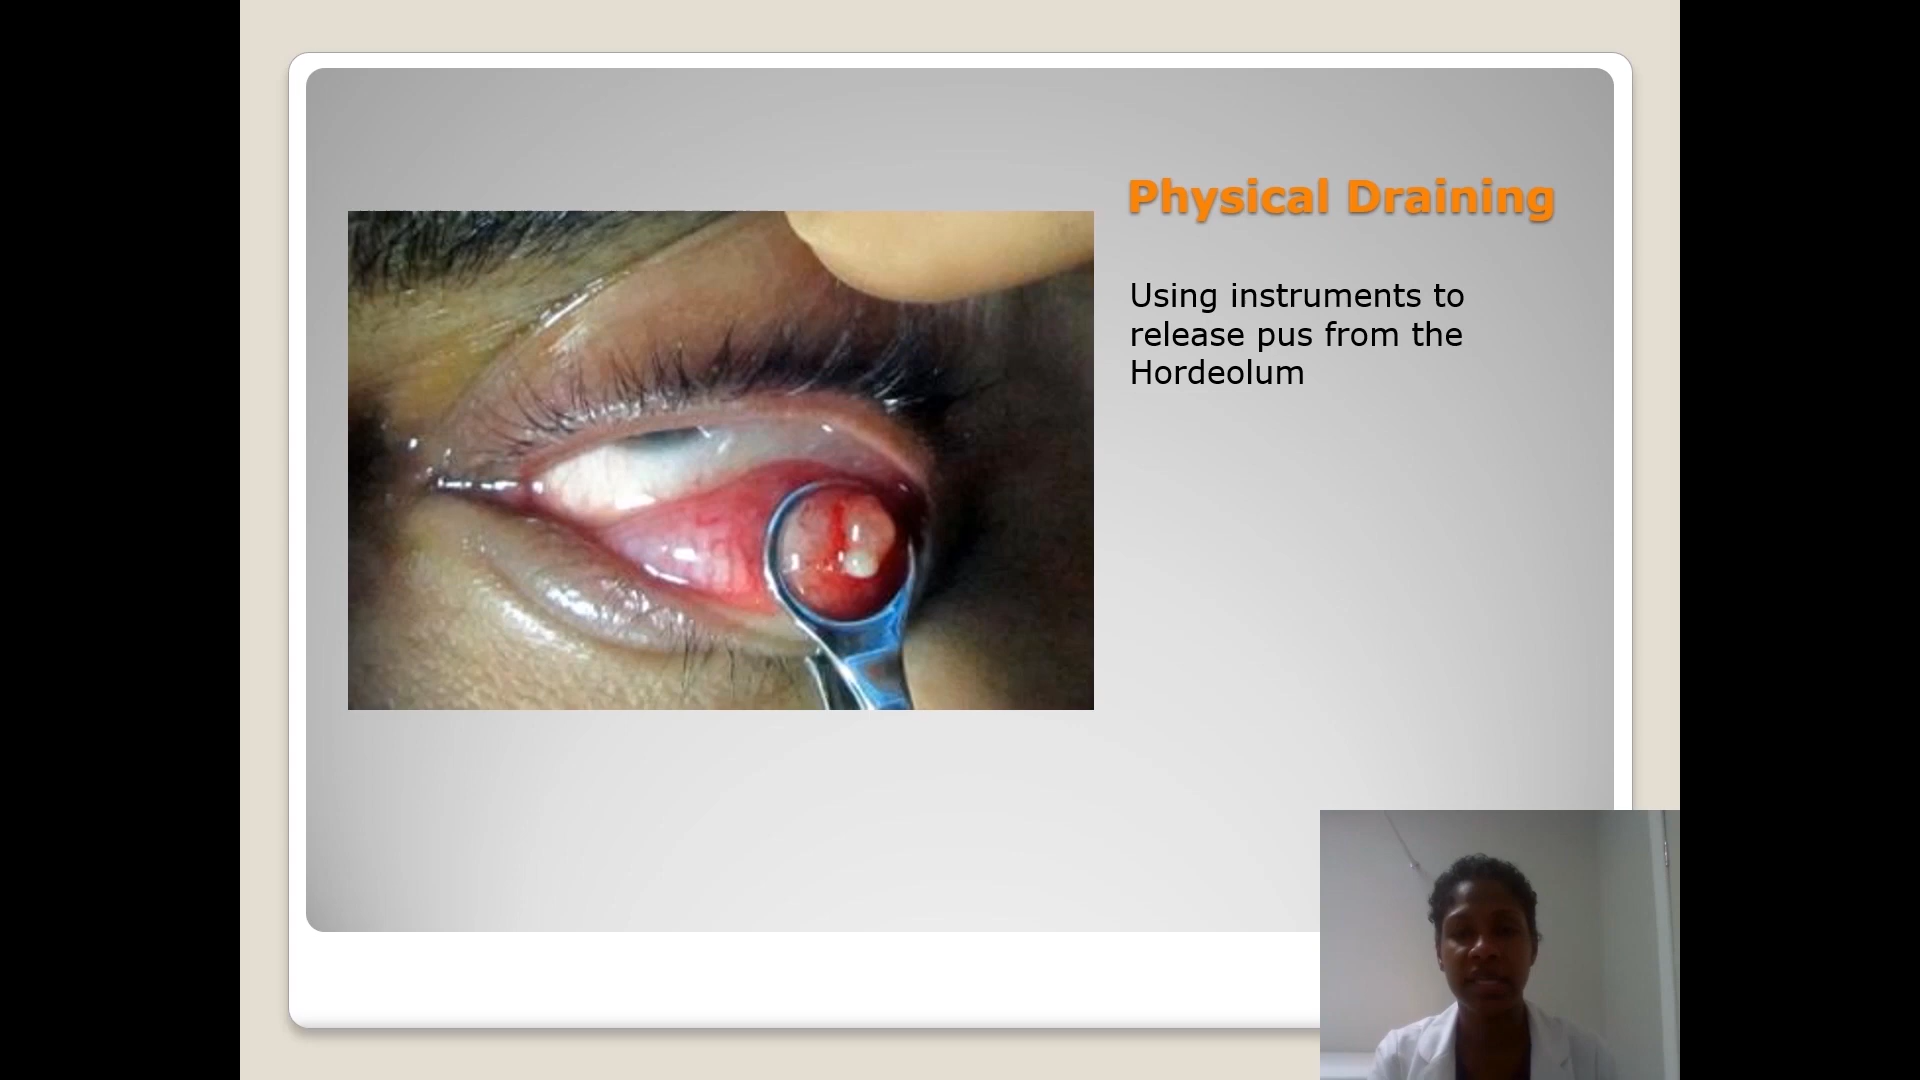 Physical Draining
Using instruments to
release pus from the
Hordeolum